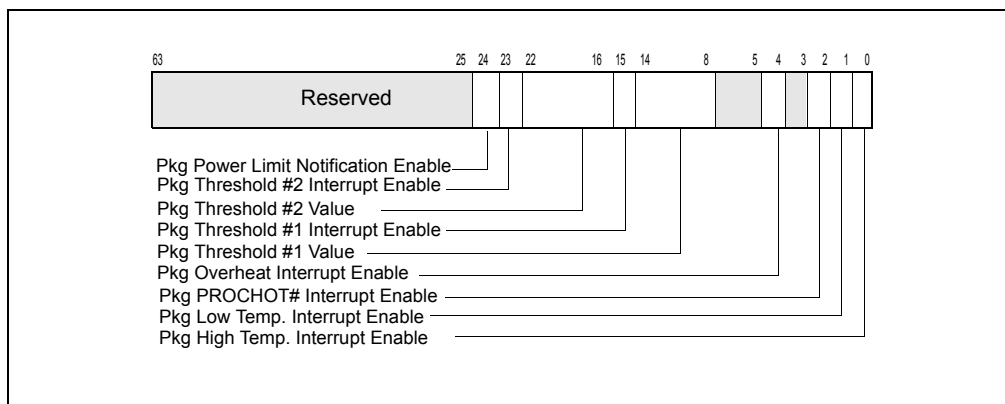 63 25 24 23 22 16 15 14 8 5 4 3 2 1 0
Reserved
Pkg Power Limit Notification Enable
Pkg Threshold #2 Interrupt Enable
Pkg Threshold #2 Value
Pkg Threshold #1 Interrupt Enable
Pkg Threshold #1 Value
Pkg Overheat Interrupt Enable
Pkg PROCHOT# Interrupt Enable
Pkg Low Temp. Interrupt Enable
Pkg High Temp. Interrupt Enable